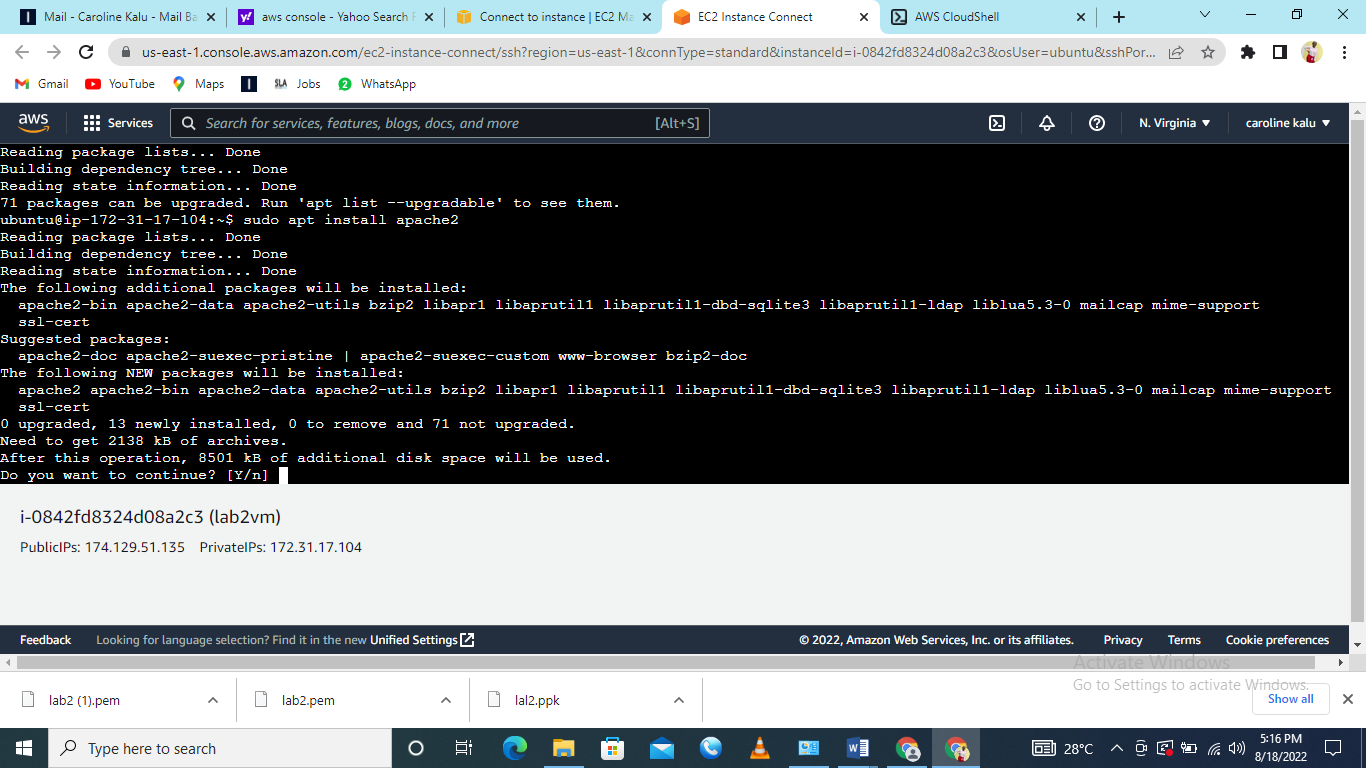 Mail - Caroline Kalu - Mail Ba
aws console - Yahoo Search R
Connect to instance | EC2 Ma
EC2 Instance Connect
AWS CloudShell
us-east-1.console.aws.amazon.com/ec2-instance-connect/ssh?region=us-east-1&connType=standard&instanceId=i-0842fd8324d08a2c3&osUser=ubuntu&sshPor...
Gmail
YouTube
Maps
SLA Jobs
2 WhatsApp
aws
Services
Search for services, features, blogs, docs, and more
[Alt+S]
N. Virginia
caroline kalu
Reading package lists... Done
Building dependency tree... Done
Reading state information... Done
71 packages can be upgraded. Run 'apt list --upgradable' to see them.
ubuntu@ip-172-31-17-104:~$ sudo apt install apache2
Reading package lists... Done
Building dependency tree... Done
Reading state information... Done
The following additional packages will be installed:
apache2-bin apache2-data apache2-utils bzip2 libapr1 libaprutil1 libaprutil1-dbd-sqlite3 libaprutil1-ldap liblua5.3-0 mailcap mime-support
ssl-cert
Suggested packages:
apache2-doc apache2-suexec-pristine | apache2-suexec-custom www-browser bzip2-doc
The following NEW packages will be installed:
apache2 apache2-bin apache2-data apache2-utils bzip2 libapr1 libaprutil1 libaprutil1-dbd-sqlite3 libaprutil1-ldap liblua5.3-0 mailcap mime-support
ssl-cert
0 upgraded, 13 newly installed, 0 to remove and 71 not upgraded.
Need to get 2138 kB of archives.
After this operation, 8501 kB of additional disk space will be used.
Do you want to continue? [Y/n]
i-0842fd8324d08a2c3 (lab2vm)
PublicIPs: 174.129.51.135 PrivateIPs: 172.31.17.104
Feedback
Looking for language selection? Find it in the new Unified Settings
© 2022, Amazon Web Services, Inc. or its affiliates.
Privacy
Terms
Cookie preferences
Activate Windows
Go to Settings to activate Windows.
lab2 (1).pem
lab2.pem
lal2.ppk
Show all
Type here to search
28°C
5:16 PM
8/18/2022